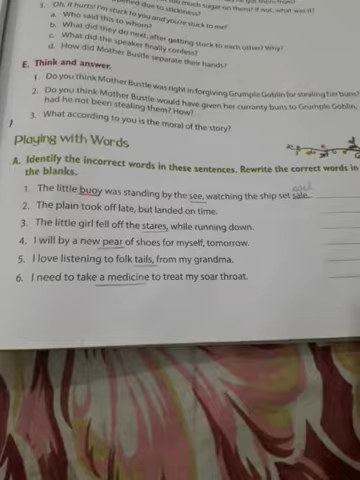 3. "Oh, it hurts! I'm stuck to you and you're stuck to me!"
a. Who said this to whom?
b. What did they do next, after getting stuck to each other? Why?
c. What did the speaker finally confess?
d. How did Mother Bustle separate their hands?
E. Think and answer.
1. Do you think Mother Bustle was right in forgiving Grumple Goblin for stealing her buns?
2. Do you think Mother Bustle would have given her curranty buns to Grumple Goblin,
had he not been stealing them? How?
3. What according to you is the moral of the story?
Playing with Words
A. Identify the incorrect words in these sentences. Rewrite the correct words in
the blanks.
1. The little buoy was standing by the see, watching the ship set sale.
2. The plain took off late, but landed on time.
3. The little girl fell off the stares, while running down.
4. I will by a new pear of shoes for myself, tomorrow.
5. I love listening to folk tails, from my grandma.
6. I need to take a medicine to treat my soar throat.